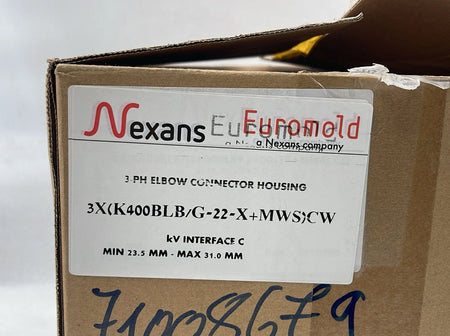 Nexans Euromold
a Nexans company
3 PH ELBOW CONNECTOR HOUSING
3X(K400BLB/G-22-X+MWS)CW
kV INTERFACE C
MIN 23.5 MM - MAX 31.0 MM